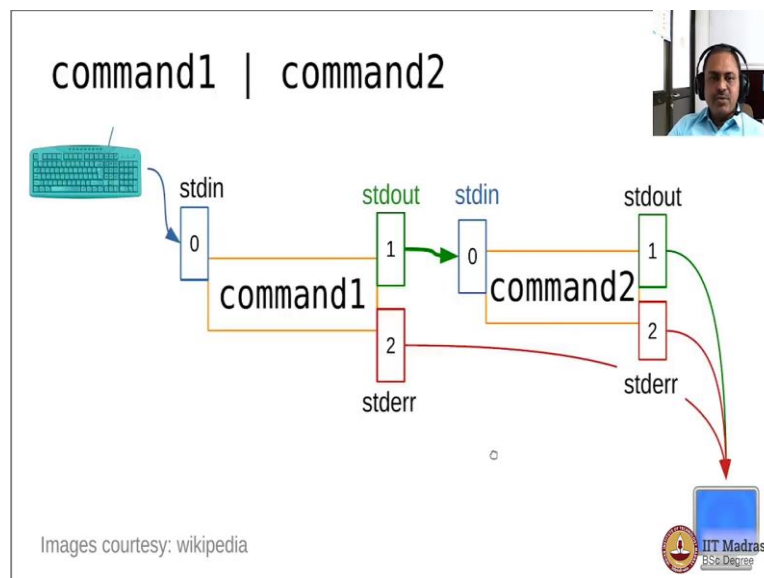 command1 | command2
stdin
stdout
stdin
stdout
0
1
0
1
command1
command2
2
2
stderr
stderr
Images courtesy: wikipedia
IIT Madras
BSc Degree